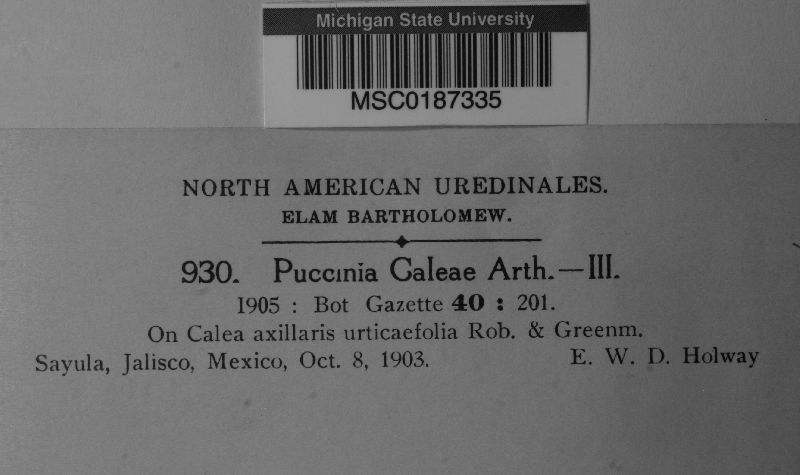 Michigan State University
MSC0187335
NORTH AMERICAN UREDINALES.
ELAM BARTHOLOMEW.
930. Puccinia Caleae Arth.—III.
1905 : Bot Gazette 40 : 201.
On Calea axillaris urticaefolia Rob. & Greenm.
Sayula, Jalisco, Mexico, Oct. 8, 1903. E. W. D. Holway